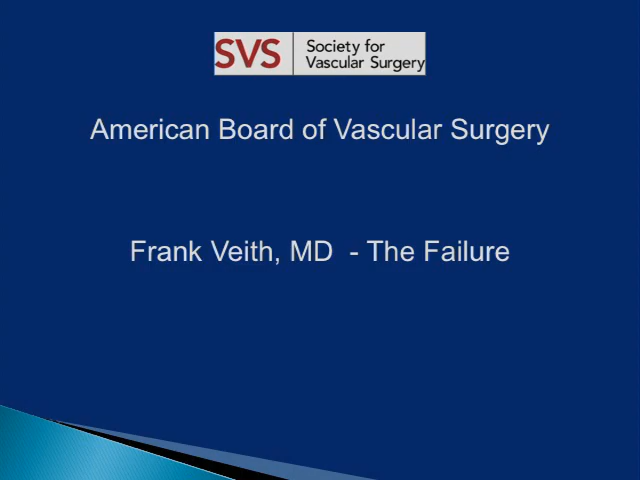 SVS
Society for
Vascular Surgery
American Board of Vascular Surgery
Frank Veith, MD - The Failure